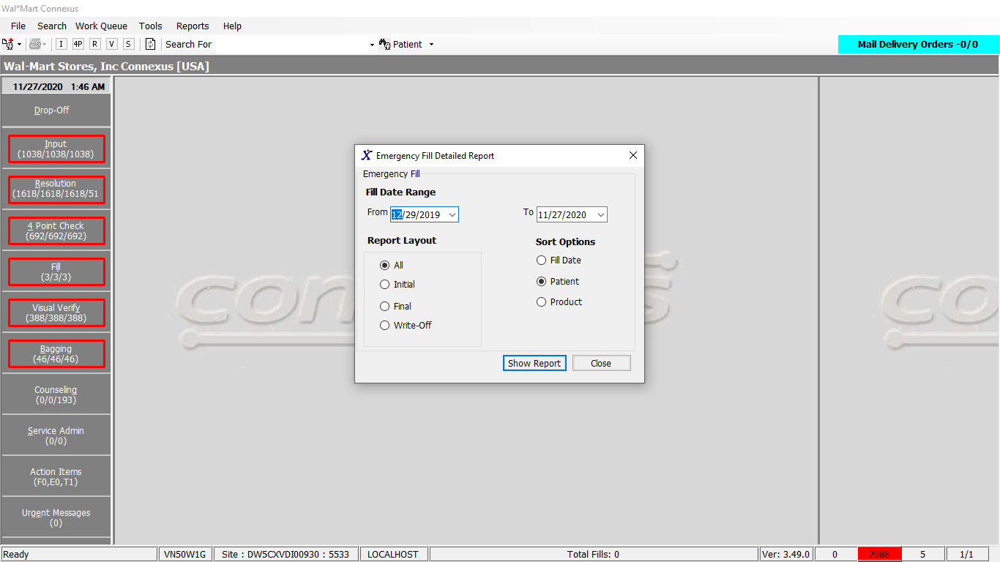 Wal*Mart Connexus
File Search Work Queue Tools Reports Help
I 4P R V S Search For Patient Mail Delivery Orders -0/0
Wal-Mart Stores, Inc Connexus [USA]
11/27/2020 1:46 AM
Drop-Off
Input
(1038/1038/1038)
Resolution
(1618/1618/1618/51
4 Point Check
(692/692/692)
Fill
(3/3/3)
Visual Verify
(388/388/388)
Bagging
(46/46/46)
Counseling
(0/0/193)
Service Admin
(0/0)
Action Items
(F0,E0,T1)
Urgent Messages
(0)
Emergency Fill Detailed Report
Emergency Fill
Fill Date Range
From 12/29/2019 To 11/27/2020
Report Layout
All
Initial
Final
Write-Off
Sort Options
Fill Date
Patient
Product
Show Report Close
Ready VN50W1G Site : DW5CXVDI00930 : 5533 LOCALHOST Total Fills: 0 Ver: 3.49.0 0 2088 5 1/1